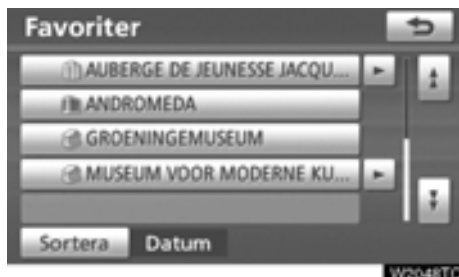 Favoriter
AUBERGE DE JEUNESSE JACQU...
ANDROMEDA
GROENINGEMUSEUM
MUSEUM VOOR MODERNE KU...
Sortera Datum
W2048TC